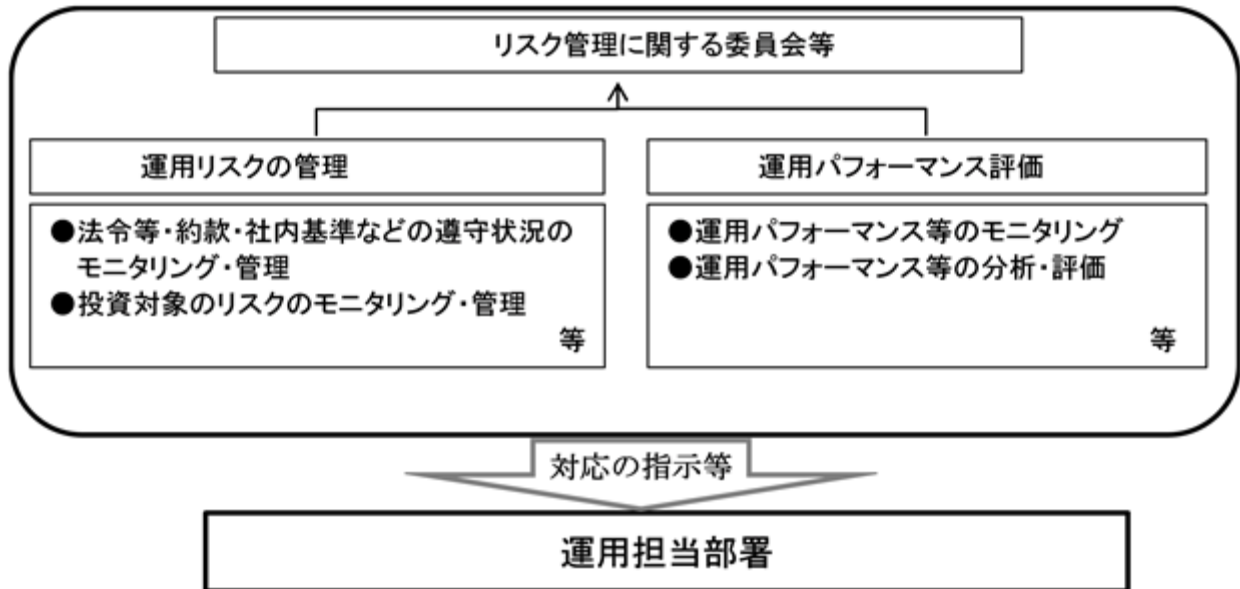 リスク管理に関する委員会等
運用リスクの管理
●法令等・約款・社内基準などの遵守状況の
モニタリング・管理
●投資対象のリスクのモニタリング・管理
等
運用パフォーマンス評価
●運用パフォーマンス等のモニタリング
●運用パフォーマンス等の分析・評価
等
対応の指示等
運用担当部署